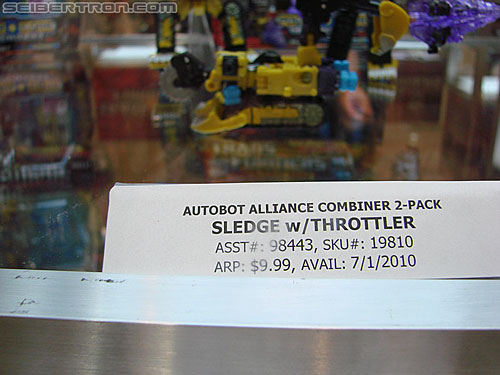 SEIBERTRON.COM
AUTOBOT ALLIANCE COMBINER 2-PACK
SLEDGE w/THROTTLER
ASST#: 98443, SKU#: 19810
ARP: $9.99, AVAIL: 7/1/2010